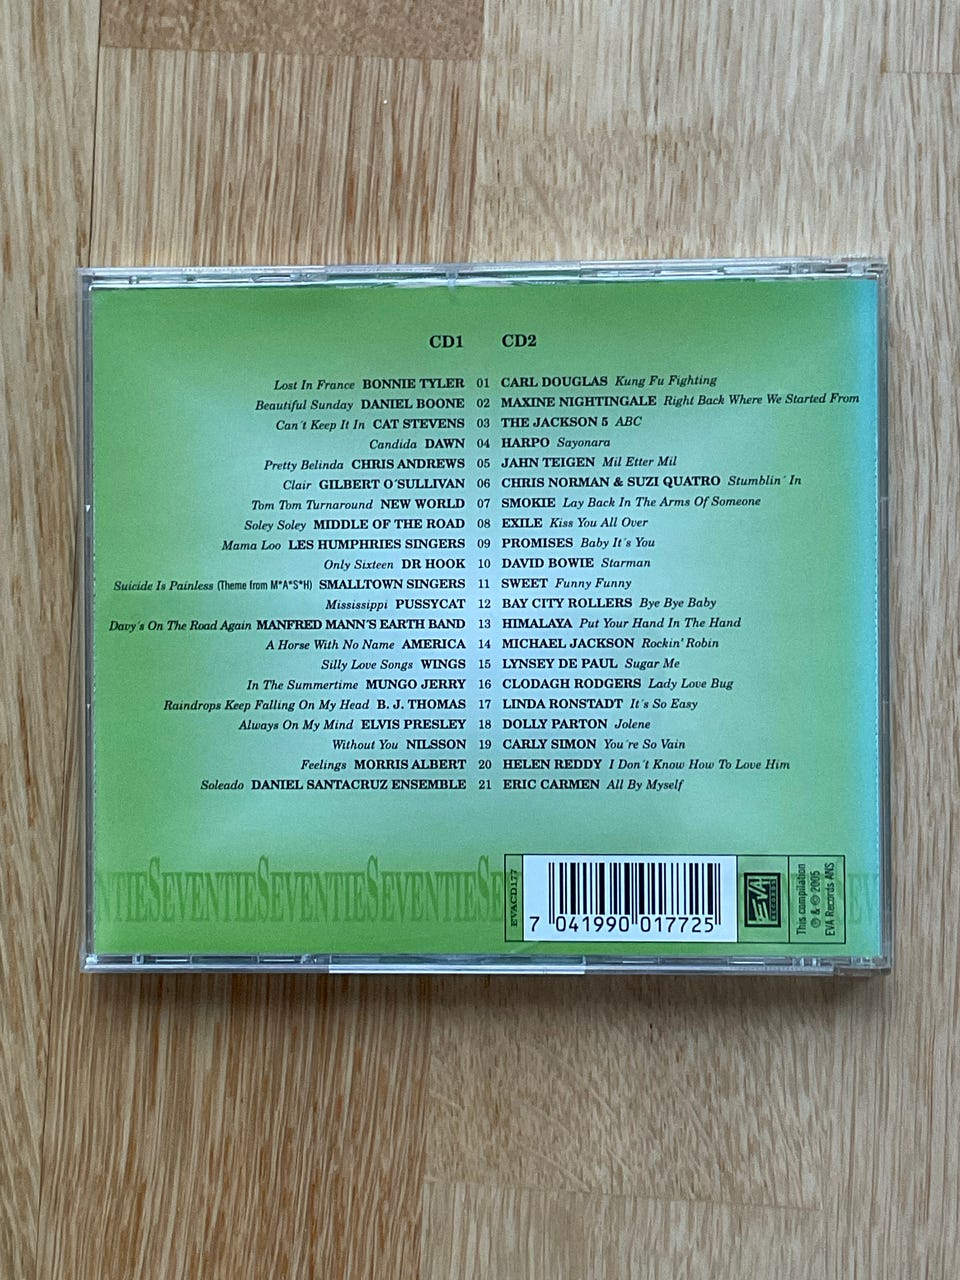 CD1 CD2
Lost In France BONNIE TYLER 01 CARL DOUGLAS Kung Fu Fighting
Beautiful Sunday DANIEL BOONE 02 MAXINE NIGHTINGALE Right Back Where We Started From
Can´t Keep It In CAT STEVENS 03 THE JACKSON 5 ABC
Candida DAWN 04 HARPO Sayonara
Pretty Belinda CHRIS ANDREWS 05 JAHN TEIGEN Mil Etter Mil
Clair GILBERT O´SULLIVAN 06 CHRIS NORMAN & SUZI QUATRO Stumblin´ In
Tom Tom Turnaround NEW WORLD 07 SMOKIE Lay Back In The Arms Of Someone
Soley Soley MIDDLE OF THE ROAD 08 EXILE Kiss You All Over
Mama Loo LES HUMPHRIES SINGERS 09 PROMISES Baby It´s You
Only Sixteen DR HOOK 10 DAVID BOWIE Starman
Suicide Is Painless (Theme from M*A*S*H) SMALLTOWN SINGERS 11 SWEET Funny Funny
Mississippi PUSSYCAT 12 BAY CITY ROLLERS Bye Bye Baby
Davy´s On The Road Again MANFRED MANN´S EARTH BAND 13 HIMALAYA Put Your Hand In The Hand
A Horse With No Name AMERICA 14 MICHAEL JACKSON Rockin' Robin
Silly Love Songs WINGS 15 LYNSEY DE PAUL Sugar Me
In The Summertime MUNGO JERRY 16 CLODAGH RODGERS Lady Love Bug
Raindrops Keep Falling On My Head B. J. THOMAS 17 LINDA RONSTADT It´s So Easy
Always On My Mind ELVIS PRESLEY 18 DOLLY PARTON Jolene
Without You NILSSON 19 CARLY SIMON You´re So Vain
Feelings MORRIS ALBERT 20 HELEN REDDY I Don´t Know How To Love Him
Soleado DANIEL SANTACRUZ ENSEMBLE 21 ERIC CARMEN All By Myself
IESEVENTIESEVENTIESEVENTIESE EV
EVACD177
7 041990 017725
EVA
RECORDS
This compilation
℗ & © 2005
EVA Records ANS